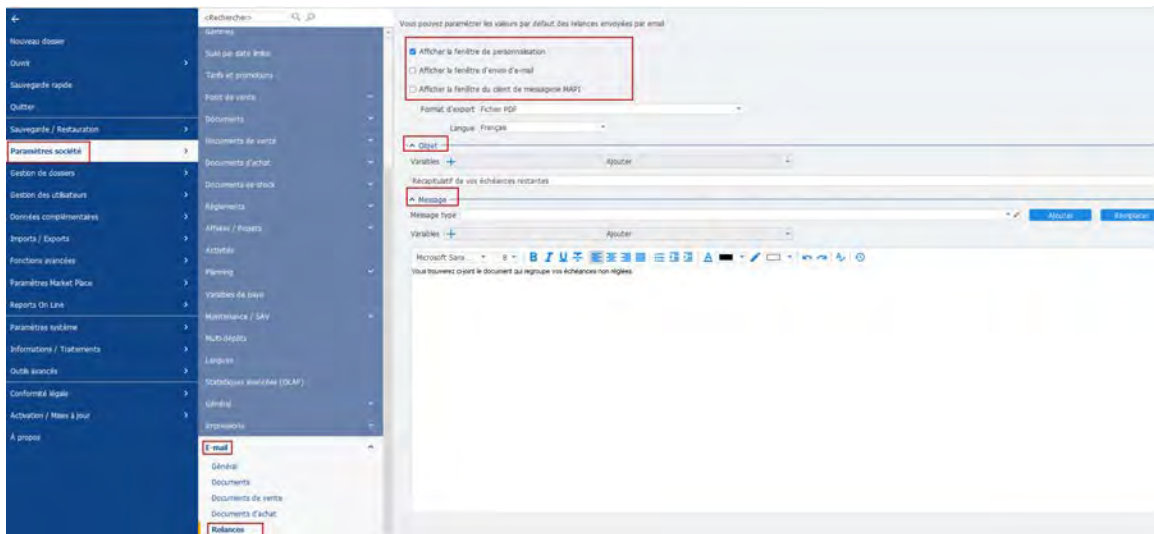 Nouveau dossier
Ouvrir
Sauvegarde rapide
Quitter
Sauvegarde / Restauration
Paramètres société
Gestion de dossiers
Gestion des utilisateurs
Données complémentaires
Imports / Exports
Fonctions avancées
Paramètres Market Place
Reports On Line
Paramètres système
Informations / Traitements
Outils avancés
Conformité légale
Activation / Mises à jour
À propos
<Rechercher>
Gammes
Suivi par date limite
Tarifs et promotions
Point de vente
Documents
Documents de vente
Documents d'achat
Documents de stock
Règlements
Affaires / Projets
Activités
Planning
Variables de paye
Maintenance / SAV
Multi-dépôts
Langues
Statistiques avancées (OLAP)
Général
Impressions
E-mail
Général
Documents
Documents de vente
Documents d'achat
Relances
Vous pouvez paramétrer les valeurs par défaut des relances envoyées par email
Afficher la fenêtre de personnalisation
Afficher la fenêtre d'envoi d'e-mail
Afficher la fenêtre du client de messagerie MAPI
Format d'export Fichier PDF
Langue Français
Objet
Variables Ajouter
Récapitulatif de vos échéances restantes
Message
Message type Ajouter Remplacer
Variables Ajouter
Microsoft Sans... 8 B I U
Vous trouverez ci-joint le document qui regroupe vos échéances non réglées.